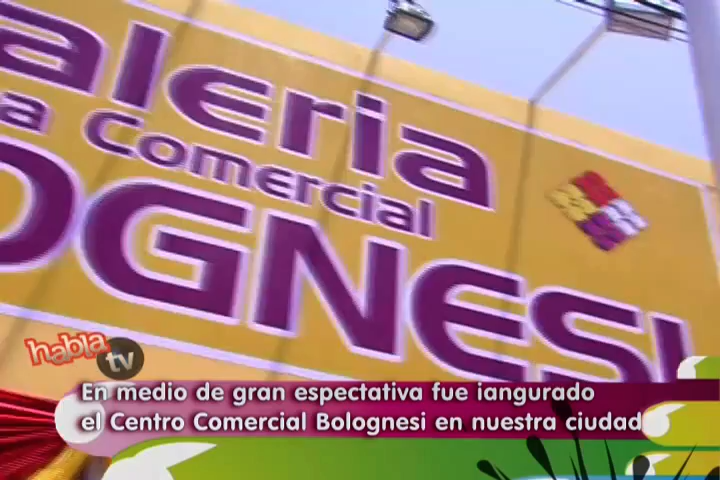 aleria
a Comercial
OGNESI
habla
tv
En medio de gran espectativa fue iangurado
el Centro Comercial Bolognesi en nuestra ciudad